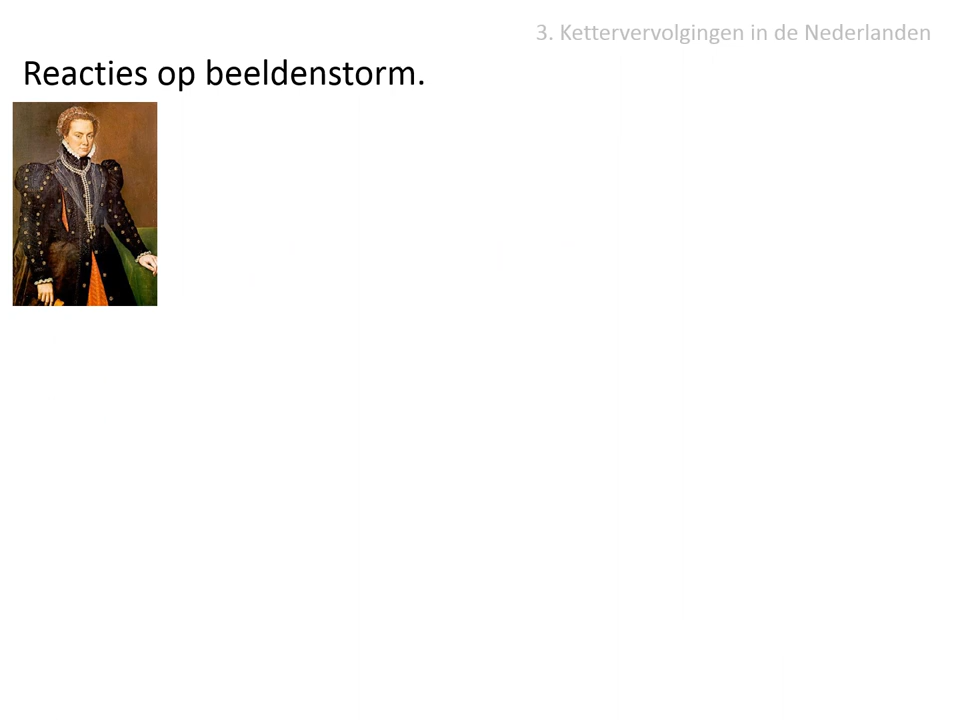 3. Kettervervolgingen in de Nederlanden
Reacties op beeldenstorm.